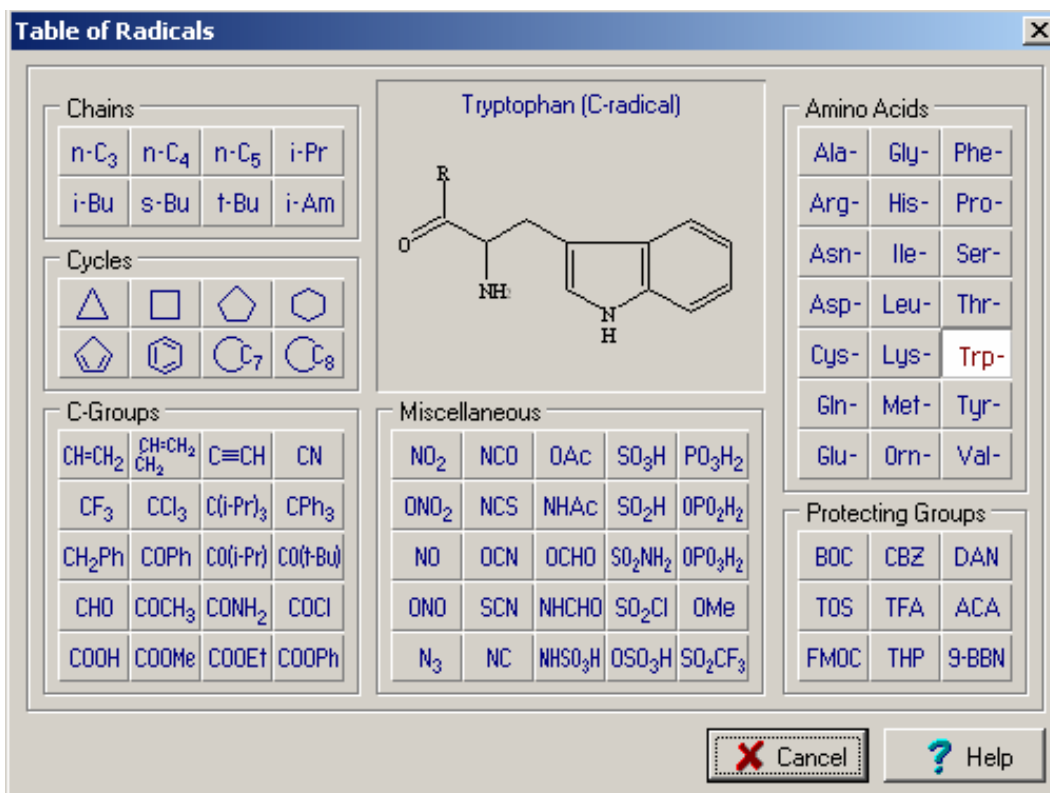 Table of Radicals
Chains
n-C₃ n-C₄ n-C₅ i-Pr
i-Bu s-Bu t-Bu i-Am
Cycles
C₇ C₈
C-Groups
CH=CH₂ CH=CH₂ CH₂ C≡CH CN
CF₃ CCl₃ C(i-Pr)₃ CPh₃
CH₂Ph COPh CO(i-Pr) CO(t-Bu)
CHO COCH₃ CONH₂ COCl
COOH COOMe COOEt COOPh
Tryptophan (C-radical)
R
O
NH₂
N
H
Miscellaneous
NO₂ NCO OAc SO₃H PO₃H₂
ONO₂ NCS NHAc SO₂H OPO₂H₂
NO OCN OCHO SO₂NH₂ OPO₃H₂
ONO SCN NHCHO SO₂Cl OMe
N₃ NC NHSO₃H OSO₃H SO₂CF₃
Amino Acids
Ala- Gly- Phe-
Arg- His- Pro-
Asn- Ile- Ser-
Asp- Leu- Thr-
Cys- Lys- Trp-
Gln- Met- Tyr-
Glu- Orn- Val-
Protecting Groups
BOC CBZ DAN
TOS TFA ACA
FMOC THP 9-BBN
Cancel
? Help